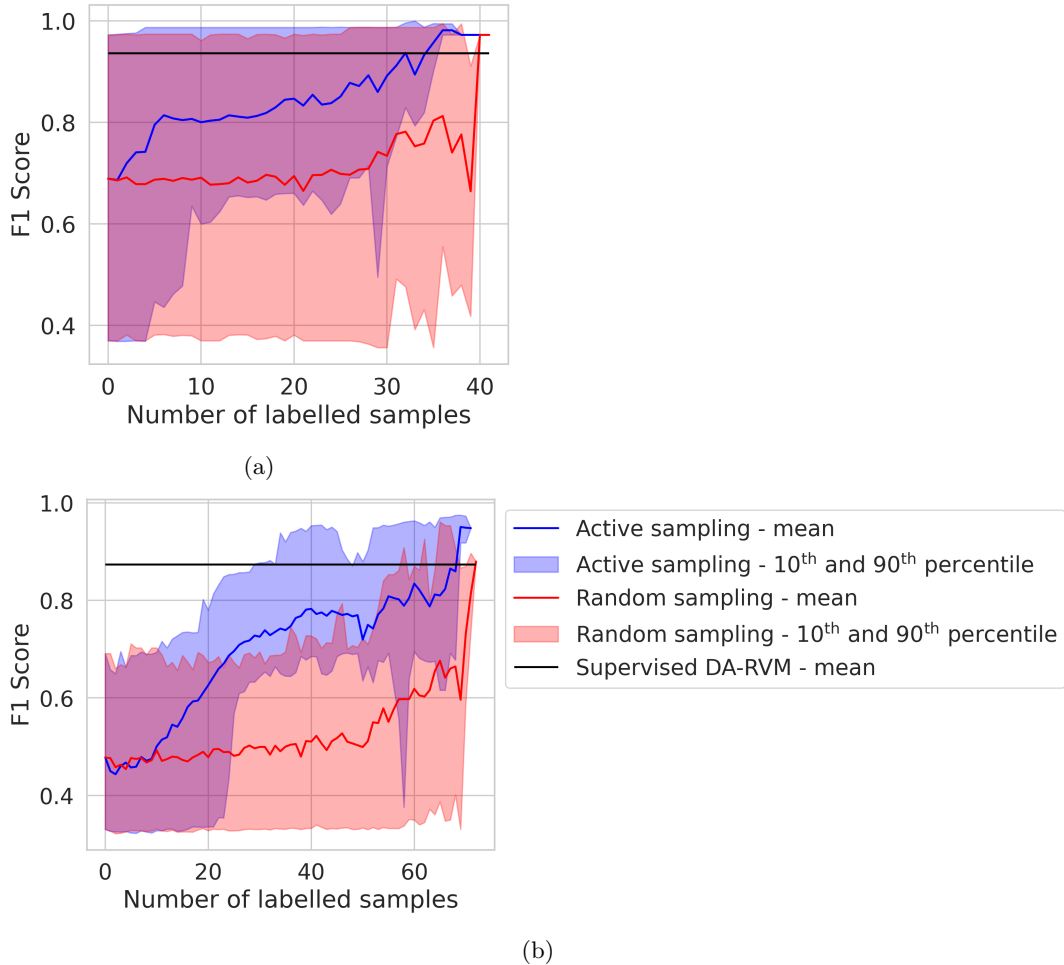 1.0
0.8
0.6
0.4
F1 Score
0 10 20 30 40
Number of labelled samples
(a)
1.0
0.8
0.6
0.4
F1 Score
0 20 40 60
Number of labelled samples
Active sampling - mean
Active sampling - 10th and 90th percentile
Random sampling - mean
Random sampling - 10th and 90th percentile
Supervised DA-RVM - mean
(b)